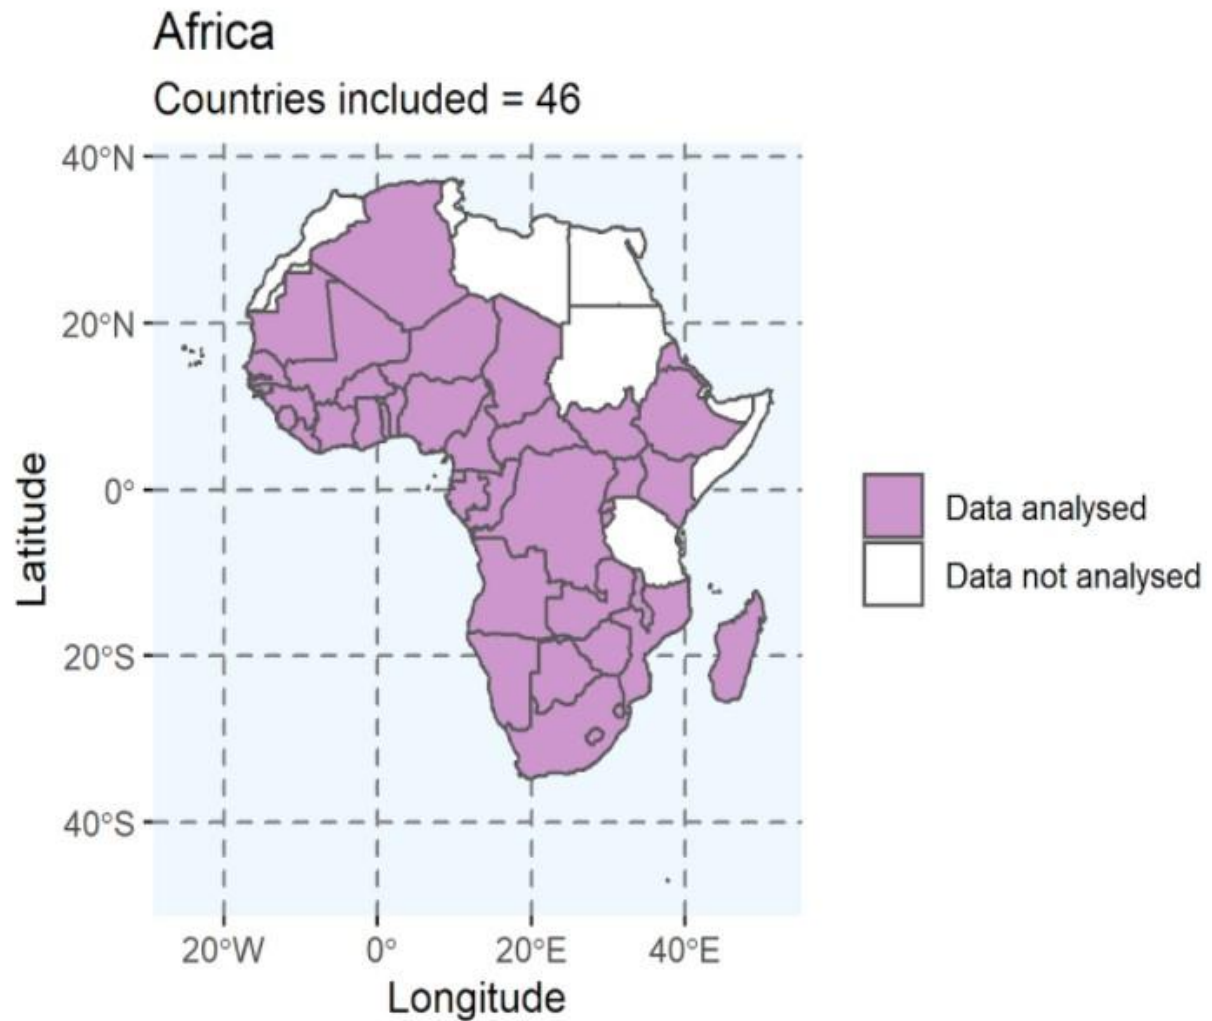 Africa
Countries included = 46
40°N
20°N
0°
20°S
40°S
Latitude
20°W
0°
20°E
40°E
Longitude
Data analysed
Data not analysed